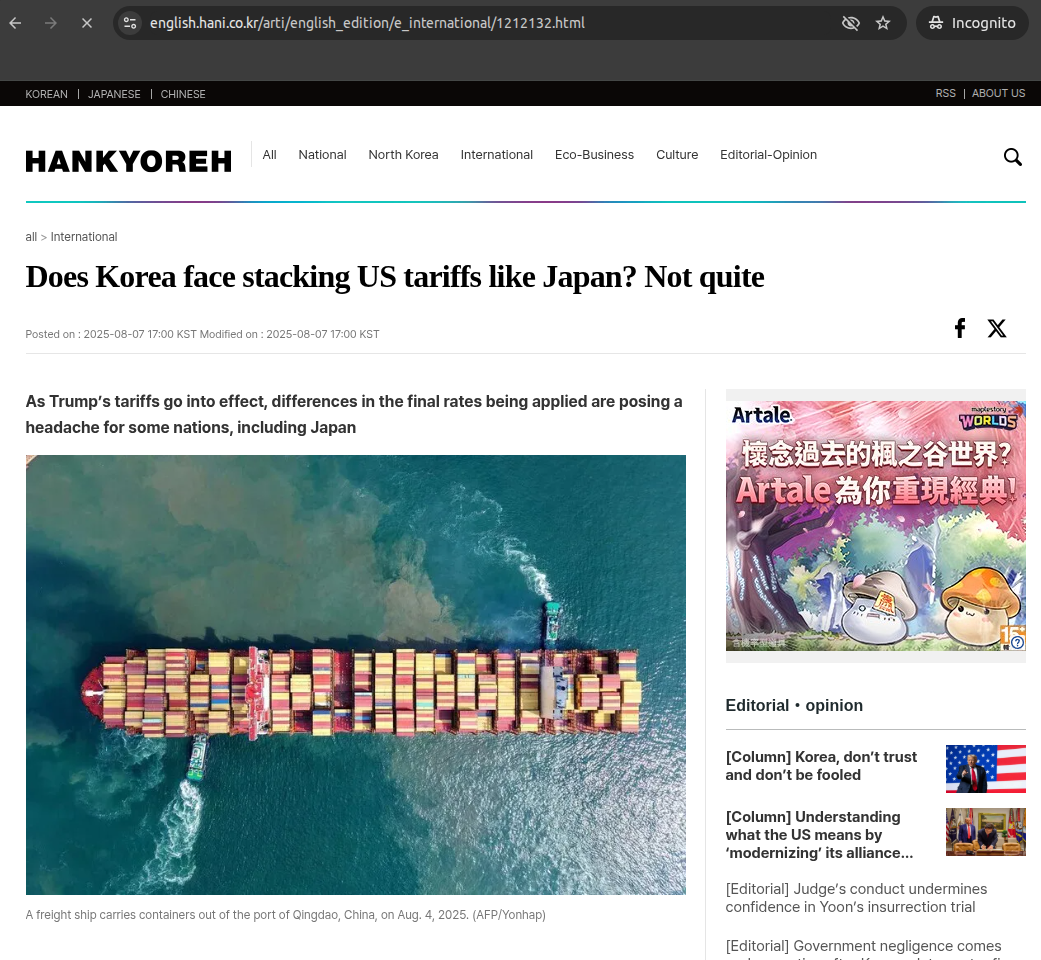 english.hani.co.kr/arti/english_edition/e_international/1212132.html
Incognito
KOREAN | JAPANESE | CHINESE
RSS | ABOUT US
HANKYOREH
All National North Korea International Eco-Business Culture Editorial-Opinion
all > International
Does Korea face stacking US tariffs like Japan? Not quite
Posted on : 2025-08-07 17:00 KST Modified on : 2025-08-07 17:00 KST
As Trump’s tariffs go into effect, differences in the final rates being applied are posing a
headache for some nations, including Japan
A freight ship carries containers out of the port of Qingdao, China, on Aug. 4, 2025. (AFP/Yonhap)
Artale
maplestory
WORLDS
懷念過去的楓之谷世界?
Artale為你重現經典!
Editorial・opinion
[Column] Korea, don’t trust
and don’t be fooled
[Column] Understanding
what the US means by
‘modernizing’ its alliance...
[Editorial] Judge’s conduct undermines
confidence in Yoon’s insurrection trial
[Editorial] Government negligence comes